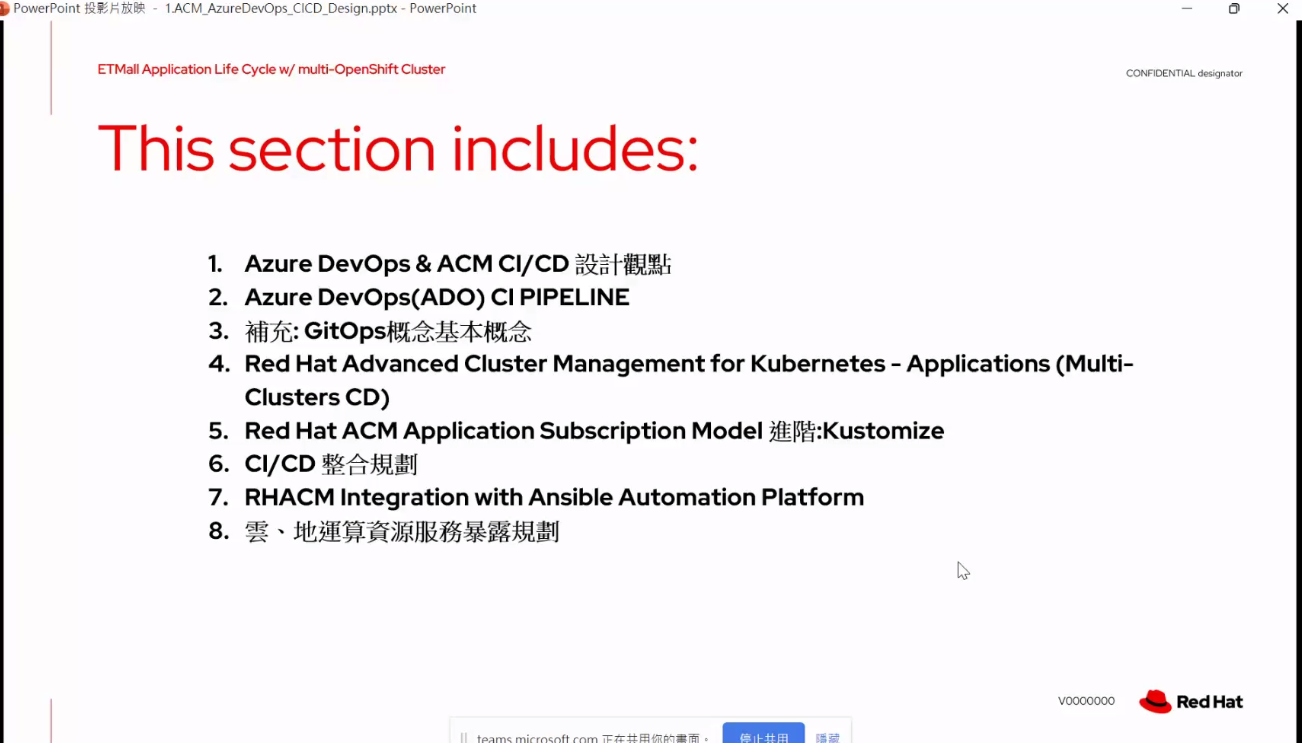 PowerPoint 投影片放映 - 1.ACM_AzureDevOps_CICD_Design.pptx - PowerPoint
ETMall Application Life Cycle w/ multi-OpenShift Cluster
CONFIDENTIAL designator
This section includes:
1. Azure DevOps & ACM CI/CD 設計觀點
2. Azure DevOps(ADO) CI PIPELINE
3. 補充: GitOps概念基本概念
4. Red Hat Advanced Cluster Management for Kubernetes - Applications (Multi-
Clusters CD)
5. Red Hat ACM Application Subscription Model 進階:Kustomize
6. CI/CD 整合規劃
7. RHACM Integration with Ansible Automation Platform
8. 雲、地運算資源服務暴露規劃
V0000000
Red Hat
teams.microsoft.com 正在共用你的畫面。 停止共用 隱藏